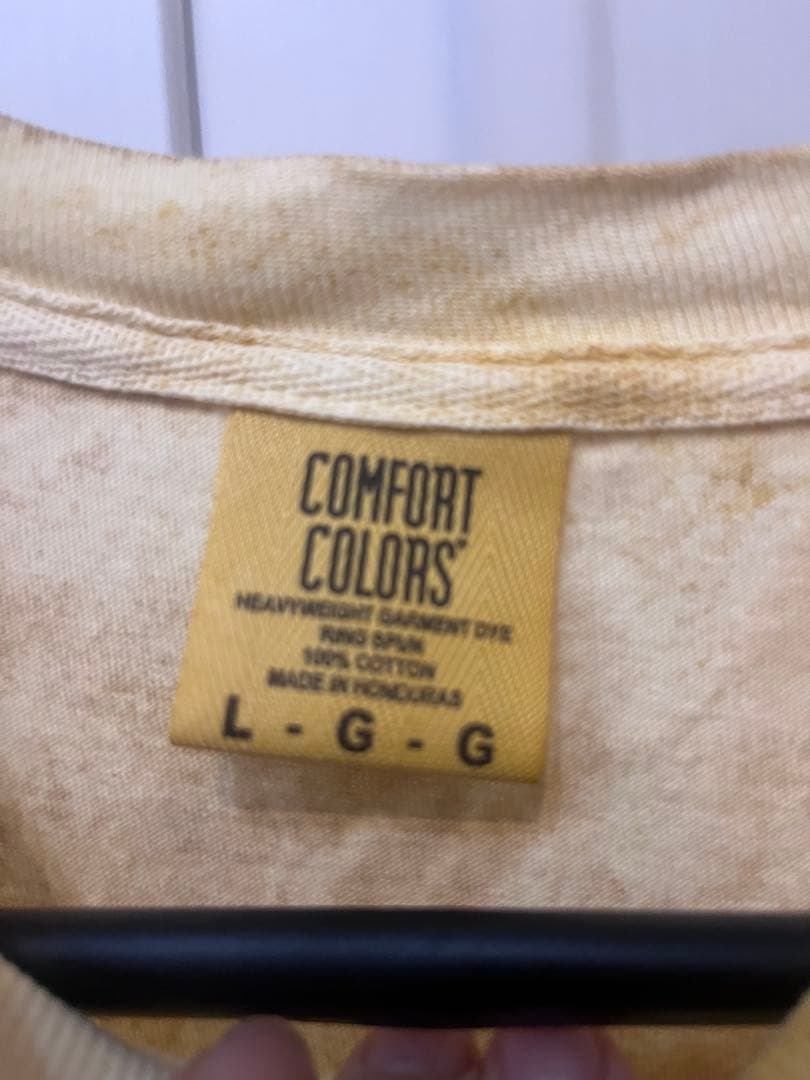 COMFORT
COLORS
HEAVYWEIGHT GARMENT DYE
RING SPUN
100% COTTON
MADE IN HONDURAS
L - G - G